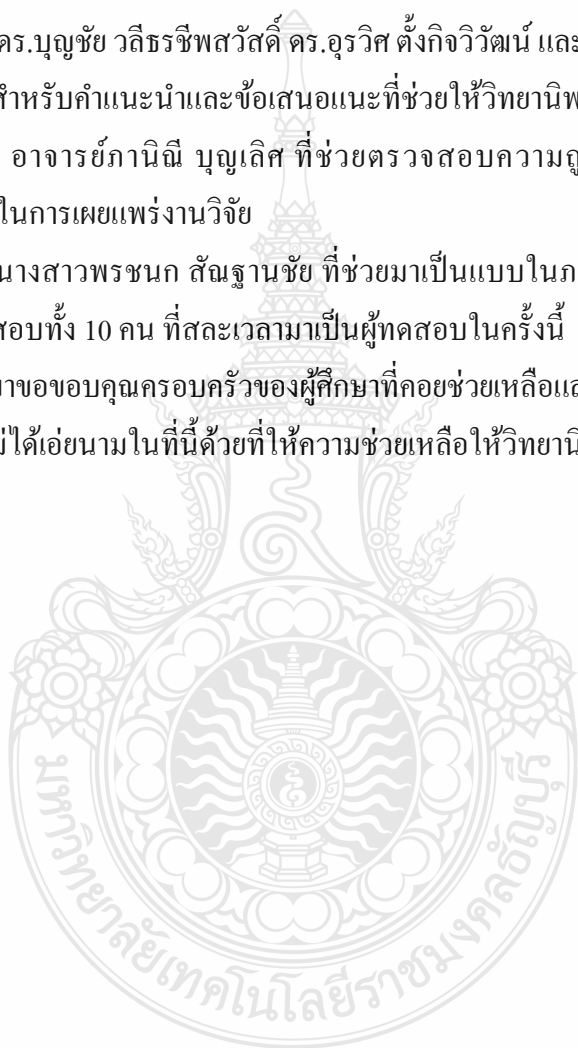 ดร.บุญชัย วลีธรชีพสวัสดิ์ ดร.อุรวิศ ตั้งกิจวิวัฒน์ และ
สำหรับคำแนะนำและข้อเสนอแนะที่ช่วยให้วิทยานิพ
อาจารย์ภานิณี บุญเลิศ ที่ช่วยตรวจสอบความถู
ในการเผยแพร่งานวิจัย
นางสาวพรชนก สัณฐานชัย ที่ช่วยมาเป็นแบบในภ
สอบทั้ง 10 คน ที่สละเวลามาเป็นผู้ทดสอบในครั้งนี้
ขอขอบคุณครอบครัวของผู้ศึกษาที่คอยช่วยเหลือแล
ม่ได้เอ่ยนามในที่นี้ด้วยที่ให้ความช่วยเหลือให้วิทยานิ
มหาวิทยาลัยเทคโนโลยีราชมงคลธัญบุรี